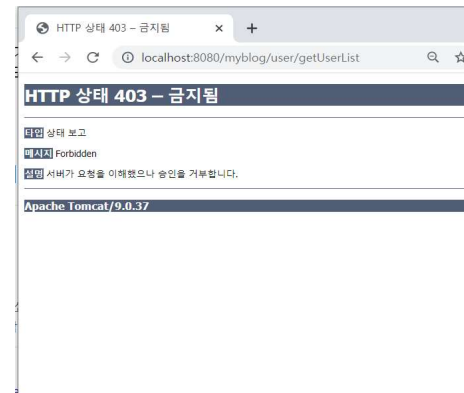 HTTP 상태 403 – 금지됨
localhost:8080/myblog/user/getUserList
HTTP 상태 403 – 금지됨
타입 상태 보고
메시지 Forbidden
설명 서버가 요청을 이해했으나 승인을 거부합니다.
Apache Tomcat/9.0.37